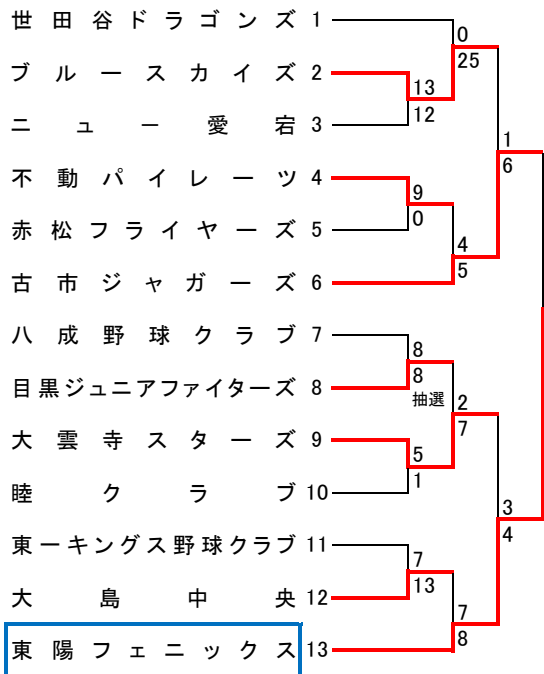 世田谷ドラゴンズ 1
0
ブルースカイズ 2
25
13
12
ニュー愛宕 3
1
6
不動パイレーツ 4
9
0
赤松フライヤーズ 5
4
5
古市ジャガーズ 6
八成野球クラブ 7
8
8
抽選
目黒ジュニアファイターズ 8
2
7
大雲寺スターズ 9
5
1
睦クラブ 10
3
4
東一キングス野球クラブ 11
7
13
大島中央 12
7
8
東陽フェニックス 13